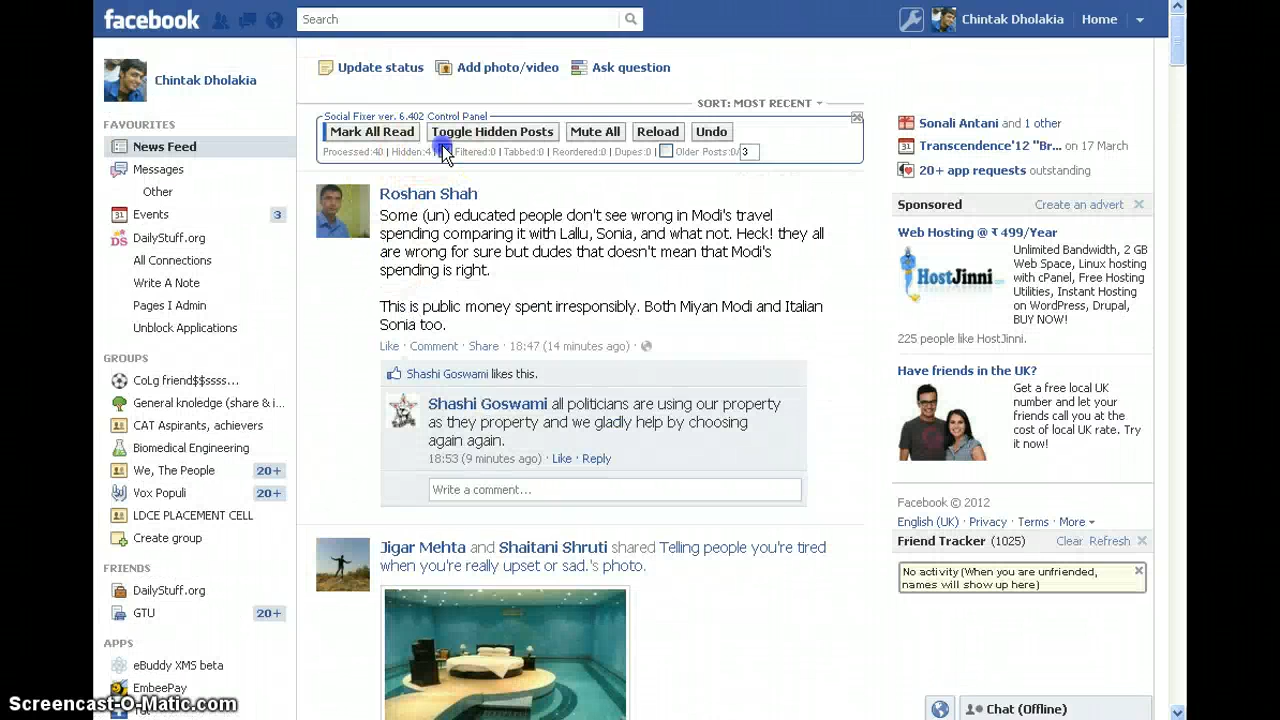 facebook
Search
Chintak Dholakia
Home
Chintak Dholakia
FAVOURITES
News Feed
Messages
Other
Events 3
DailyStuff.org
All Connections
Write A Note
Pages I Admin
Unblock Applications
GROUPS
CoLg friend$$ssss...
General knoledge (share & i...
CAT Aspirants, achievers
Biomedical Engineering
We, The People 20+
Vox Populi 20+
LDCE PLACEMENT CELL
Create group
FRIENDS
DailyStuff.org
GTU 20+
APPS
eBuddy XMS beta
EmbeePay
Update status Add photo/video Ask question
SORT: MOST RECENT
Social Fixer ver. 6.402 Control Panel
Mark All Read Toggle Hidden Posts Mute All Reload Undo
Processed:40 | Hidden:4 Filtered:0 | Tabbed:0 | Reordered:0 | Dupes:0 | Older Posts:0/ 3
Roshan Shah
Some (un) educated people don't see wrong in Modi's travel
spending comparing it with Lallu, Sonia, and what not. Heck! they all
are wrong for sure but dudes that doesn't mean that Modi's
spending is right.
This is public money spent irresponsibly. Both Miyan Modi and Italian
Sonia too.
Like · Comment · Share · 18:47 (14 minutes ago) ·
Shashi Goswami likes this.
Shashi Goswami all politicians are using our property
as they property and we gladly help by choosing
again again.
18:53 (9 minutes ago) · Like · Reply
Write a comment...
Jigar Mehta and Shaitani Shruti shared Telling people you're tired
when you're really upset or sad.'s photo.
Sonali Antani and 1 other
31 Transcendence'12 "Br... on 17 March
20+ app requests outstanding
Sponsored Create an advert
Web Hosting @ ₹ 499/Year
HostJinni
Unlimited Bandwidth, 2 GB
Web Space, Linux hosting
with cPanel, Free Hosting
Utilities, Instant Hosting
on WordPress, Drupal,
BUY NOW!
225 people like HostJinni.
Have friends in the UK?
Get a free local UK
number and let your
friends call you at the
cost of local UK rate. Try
it now!
Facebook © 2012
English (UK) · Privacy · Terms · More
Friend Tracker (1025) Clear Refresh
No activity (When you are unfriended,
names will show up here)
Chat (Offline)
Screencast-O-Matic.com